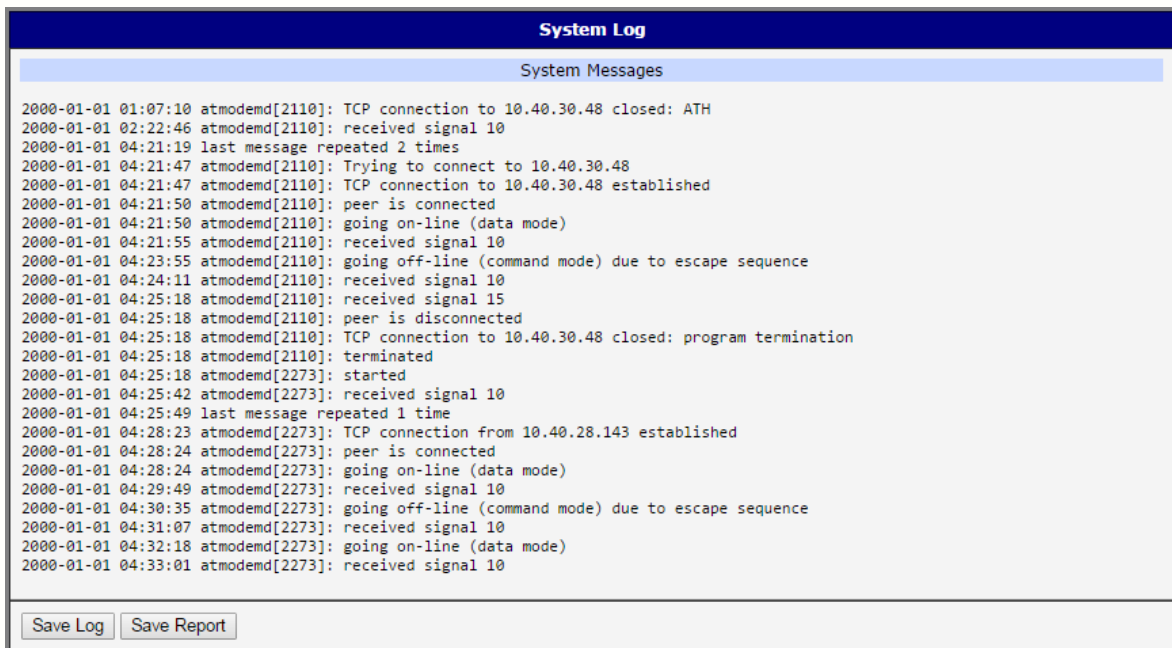 System Log
System Messages
2000-01-01 01:07:10 atmodemd[2110]: TCP connection to 10.40.30.48 closed: ATH
2000-01-01 02:22:46 atmodemd[2110]: received signal 10
2000-01-01 04:21:19 last message repeated 2 times
2000-01-01 04:21:47 atmodemd[2110]: Trying to connect to 10.40.30.48
2000-01-01 04:21:47 atmodemd[2110]: TCP connection to 10.40.30.48 established
2000-01-01 04:21:50 atmodemd[2110]: peer is connected
2000-01-01 04:21:50 atmodemd[2110]: going on-line (data mode)
2000-01-01 04:21:55 atmodemd[2110]: received signal 10
2000-01-01 04:23:55 atmodemd[2110]: going off-line (command mode) due to escape sequence
2000-01-01 04:24:11 atmodemd[2110]: received signal 10
2000-01-01 04:25:18 atmodemd[2110]: received signal 15
2000-01-01 04:25:18 atmodemd[2110]: peer is disconnected
2000-01-01 04:25:18 atmodemd[2110]: TCP connection to 10.40.30.48 closed: program termination
2000-01-01 04:25:18 atmodemd[2110]: terminated
2000-01-01 04:25:18 atmodemd[2273]: started
2000-01-01 04:25:42 atmodemd[2273]: received signal 10
2000-01-01 04:25:49 last message repeated 1 time
2000-01-01 04:28:23 atmodemd[2273]: TCP connection from 10.40.28.143 established
2000-01-01 04:28:24 atmodemd[2273]: peer is connected
2000-01-01 04:28:24 atmodemd[2273]: going on-line (data mode)
2000-01-01 04:29:49 atmodemd[2273]: received signal 10
2000-01-01 04:30:35 atmodemd[2273]: going off-line (command mode) due to escape sequence
2000-01-01 04:31:07 atmodemd[2273]: received signal 10
2000-01-01 04:32:18 atmodemd[2273]: going on-line (data mode)
2000-01-01 04:33:01 atmodemd[2273]: received signal 10
Save Log Save Report